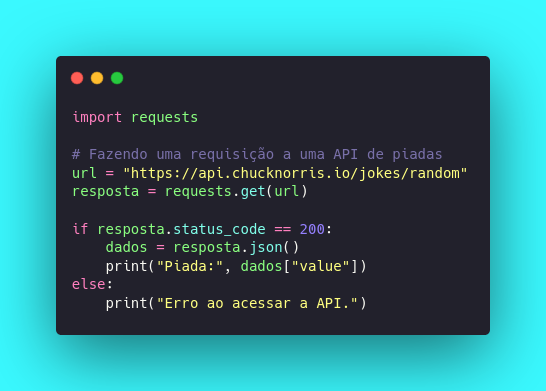 import requests

# Fazendo uma requisição a uma API de piadas
url = "https://api.chucknorris.io/jokes/random"
resposta = requests.get(url)

if resposta.status_code == 200:
    dados = resposta.json()
    print("Piada:", dados["value"])
else:
    print("Erro ao acessar a API.")